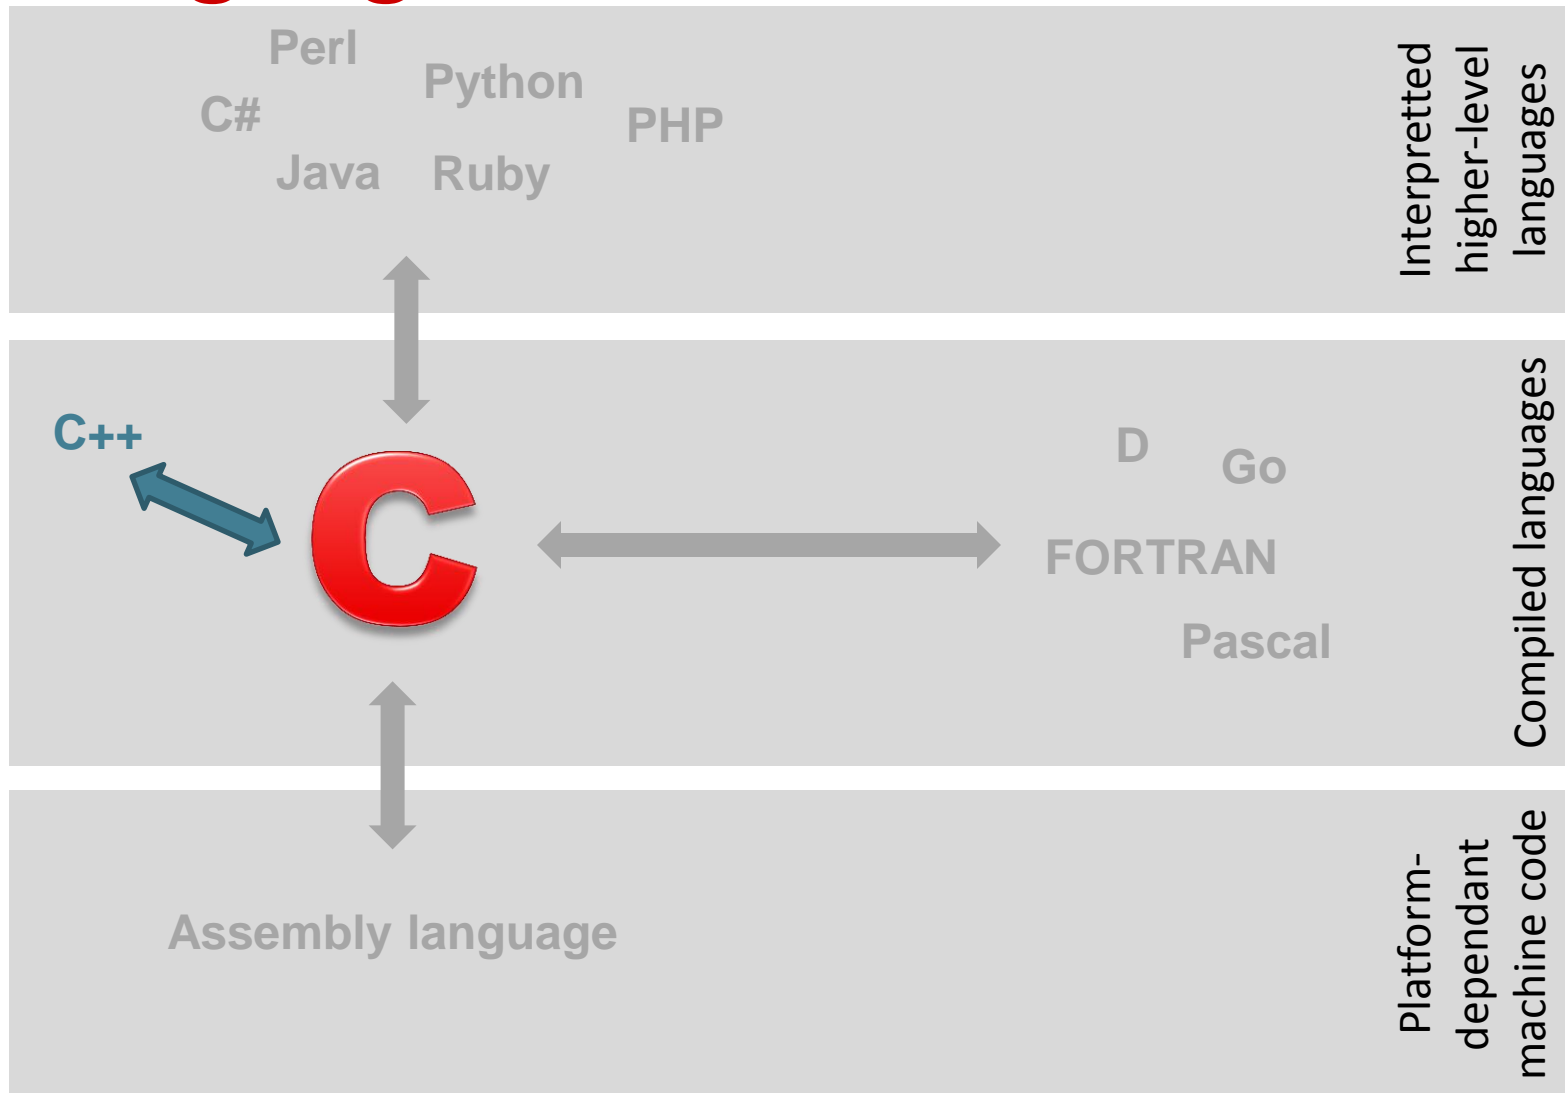 Perl
Python
C#
PHP
Java
Ruby
Interpretted
higher-level
languages
C++
C
D
Go
FORTRAN
Pascal
Compiled languages
Assembly language
Platform-
dependant
machine code